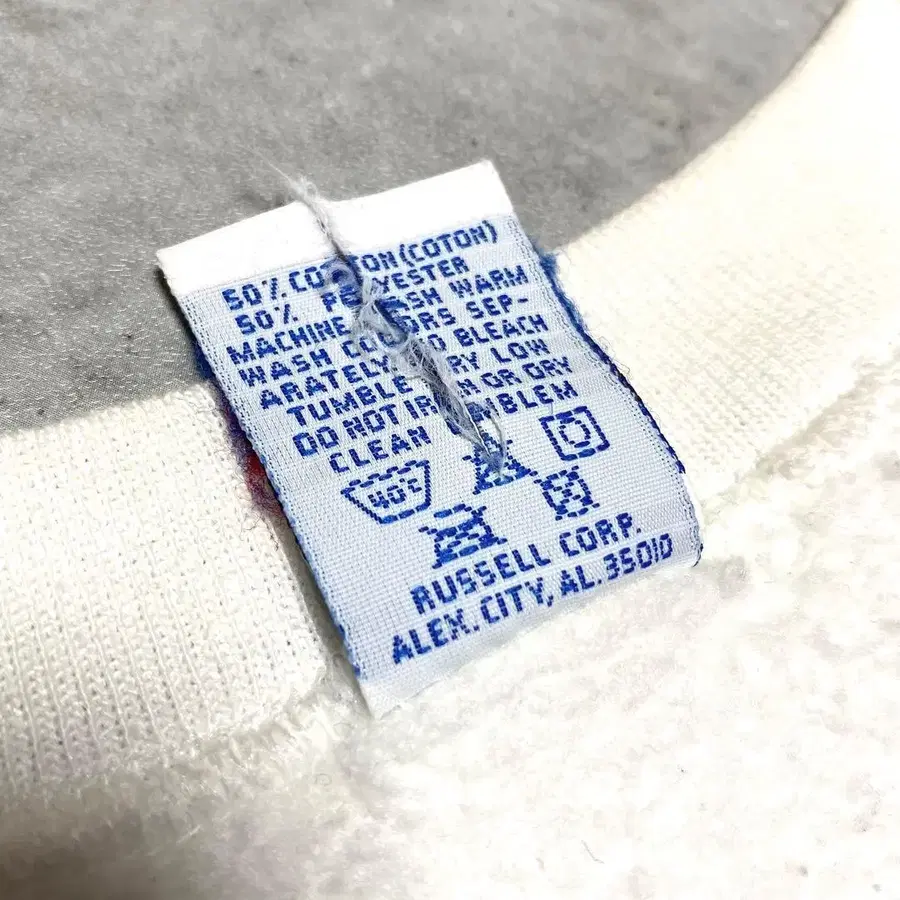 50% COTTON(COTON)
50% POLYESTER
MACHINE WASH WARM
WASH COLORS SEP-
ARATELY NO BLEACH
TUMBLE DRY LOW
DO NOT IRON OR DRY
CLEAN EMBLEM
40°C
RUSSELL CORP.
ALEX. CITY, AL. 35010